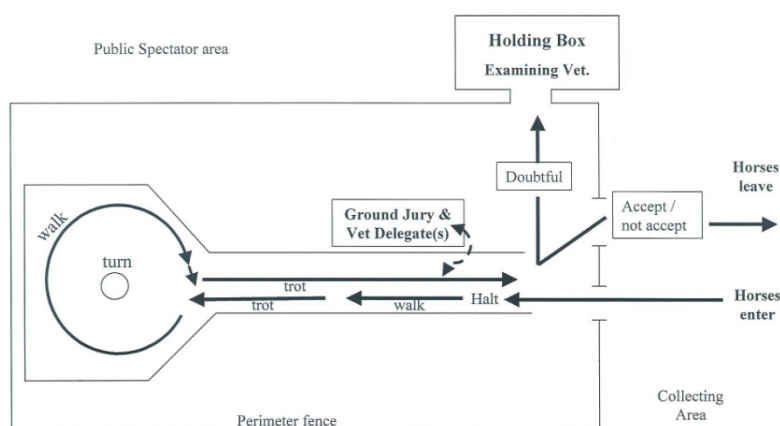 Public Spectator area
Holding Box
Examining Vet.
Doubtful
Horses
leave
Accept /
not accept
Ground Jury &
Vet Delegate(s)
walk
turn
trot
trot
walk
Halt
Horses
enter
Perimeter fence
Collecting
Area